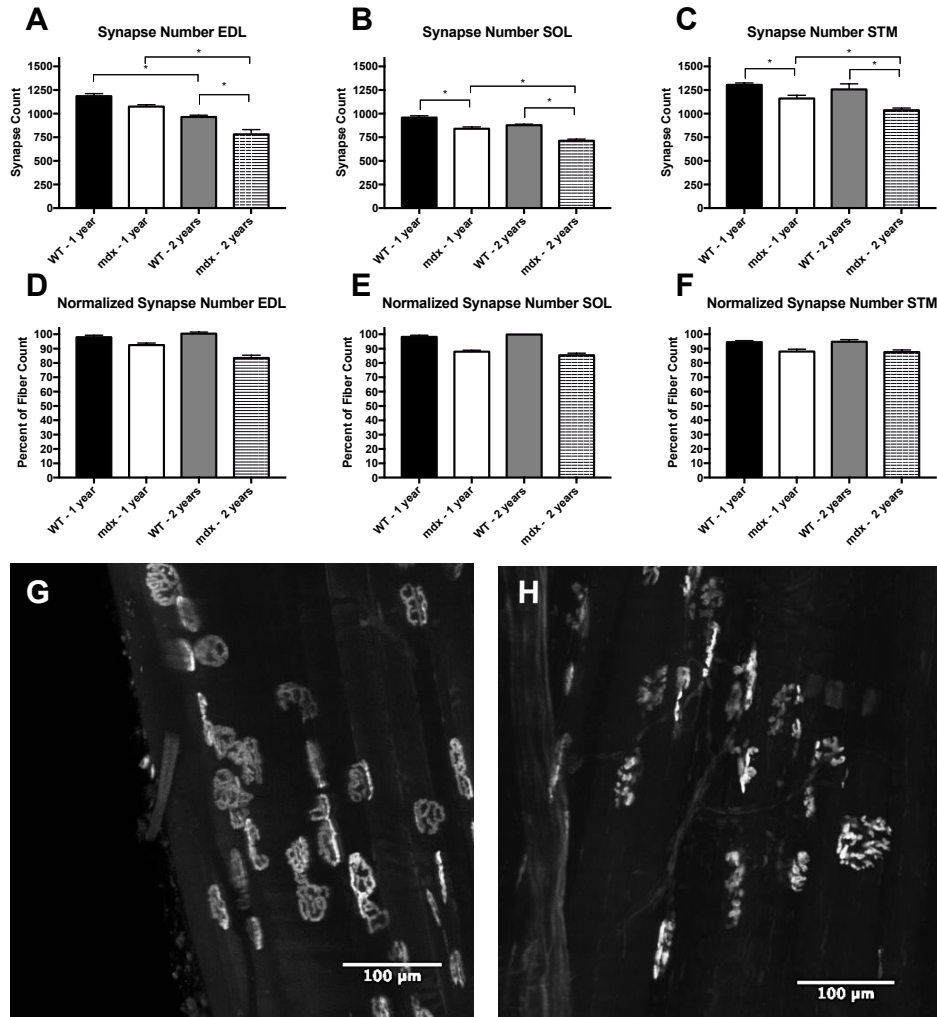 A
Synapse Number EDL
Synapse Count
1500
1250
1000
750
500
250
0
*
*
*
WT - 1 year
mdx - 1 year
WT - 2 years
mdx - 2 years
B
Synapse Number SOL
Synapse Count
1500
1250
1000
750
500
250
0
*
*
*
WT - 1 year
mdx - 1 year
WT - 2 years
mdx - 2 years
C
Synapse Number STM
Synapse Count
1500
1250
1000
750
500
250
0
*
*
*
WT - 1 year
mdx - 1 year
WT - 2 years
mdx - 2 years
D
Normalized Synapse Number EDL
Percent of Fiber Count
100
90
80
70
60
50
40
30
20
10
0
WT - 1 year
mdx - 1 year
WT - 2 years
mdx - 2 years
E
Normalized Synapse Number SOL
Percent of Fiber Count
100
90
80
70
60
50
40
30
20
10
0
WT - 1 year
mdx - 1 year
WT - 2 years
mdx - 2 years
F
Normalized Synapse Number STM
Percent of Fiber Count
100
90
80
70
60
50
40
30
20
10
0
WT - 1 year
mdx - 1 year
WT - 2 years
mdx - 2 years
G
100 µm
H
100 µm